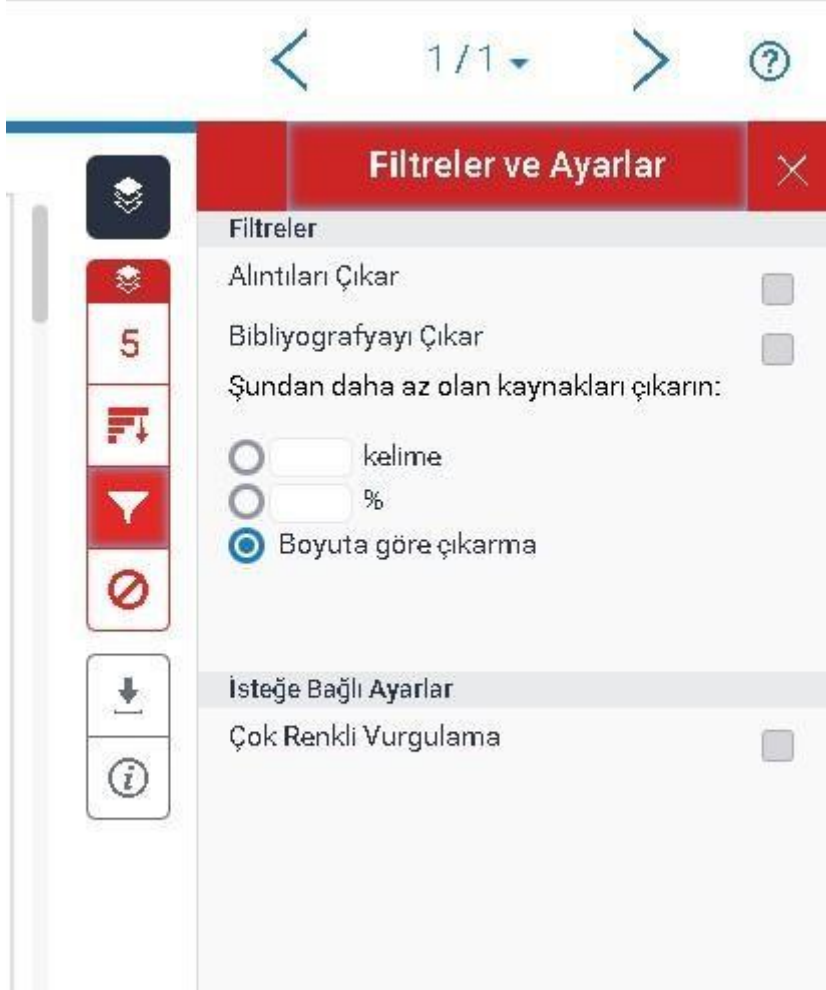 1/1
Filtreler ve Ayarlar
Filtreler
Alıntıları Çıkar
5
Bibliyografyayı Çıkar
Şundan daha az olan kaynakları çıkarın:
kelime
%
Boyuta göre çıkarma
İsteğe Bağlı Ayarlar
Çok Renkli Vurgulama